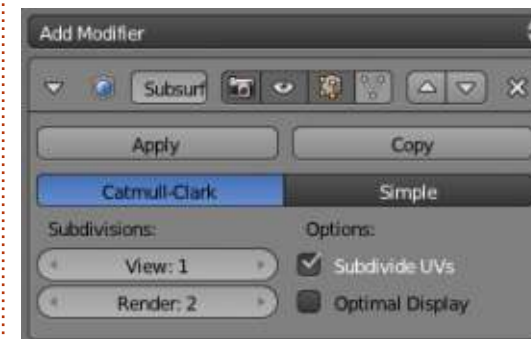 Add Modifier
Subsurf
Apply Copy
Catmull-Clark Simple
Subdivisions: Options:
View: 1 Subdivide UVs
Render: 2 Optimal Display